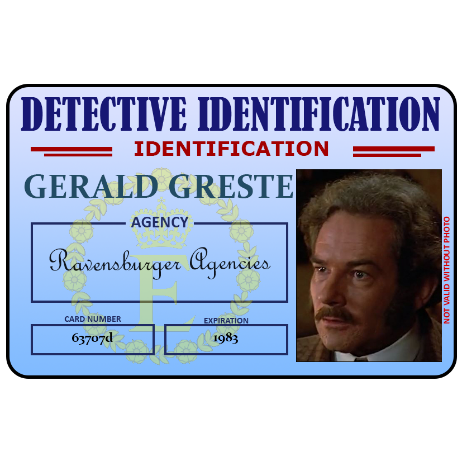 DETECTIVE IDENTIFICATION
IDENTIFICATION
GERALD GRESTE
AGENCY
Ravensburger Agencies
CARD NUMBER
63707d
EXPIRATION
1983
NOT VALID WITHOUT PHOTO
E